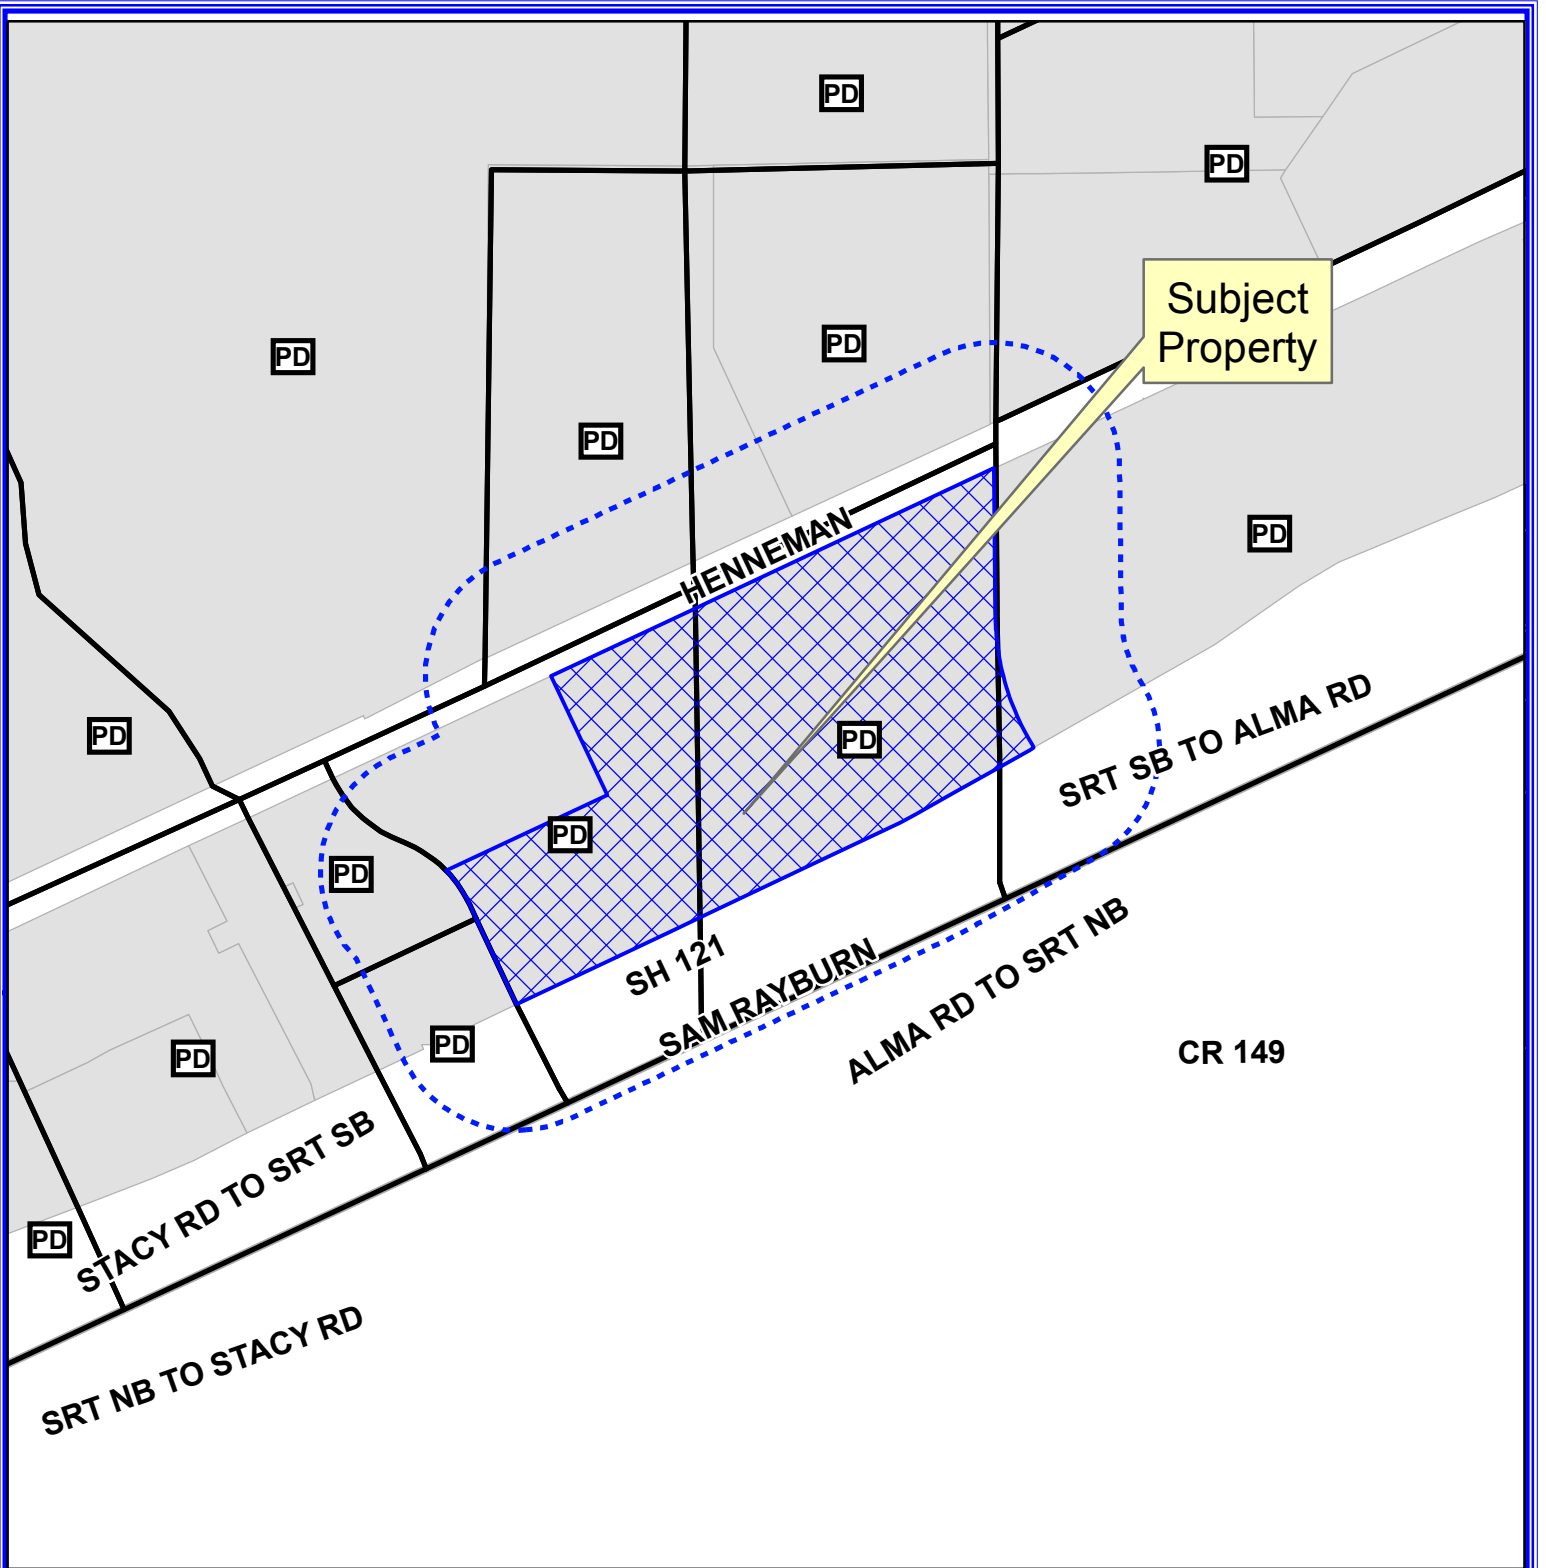 PD
PD
Subject
Property
PD
PD
PD
HENNEMAN
PD
PD
PD
SRT SB TO ALMA RD
PD
PD
SH 121
SAM RAYBURN
ALMA RD TO SRT NB
PD
PD
CR 149
STACY RD TO SRT SB
PD
SRT NB TO STACY RD